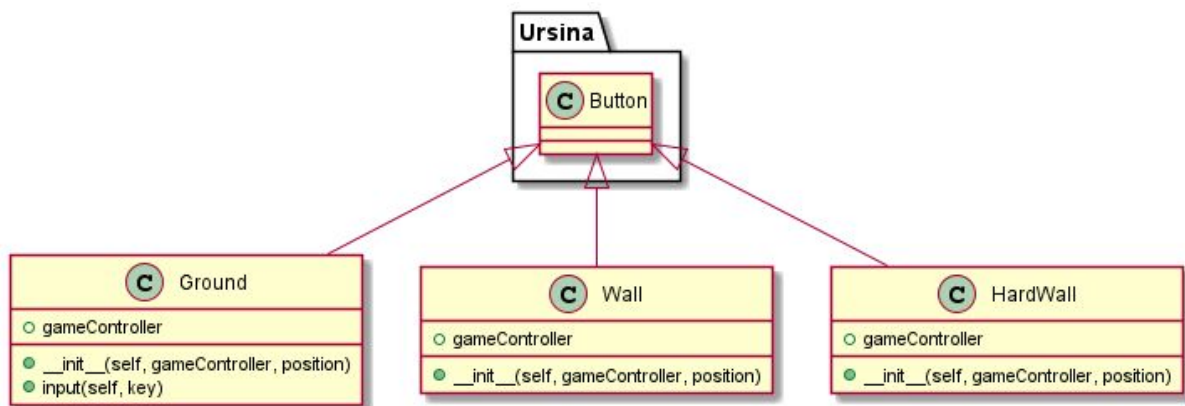 Ursina
C Button
C Ground
gameController
__init__(self, gameController, position)
input(self, key)
C Wall
gameController
__init__(self, gameController, position)
C HardWall
gameController
__init__(self, gameController, position)